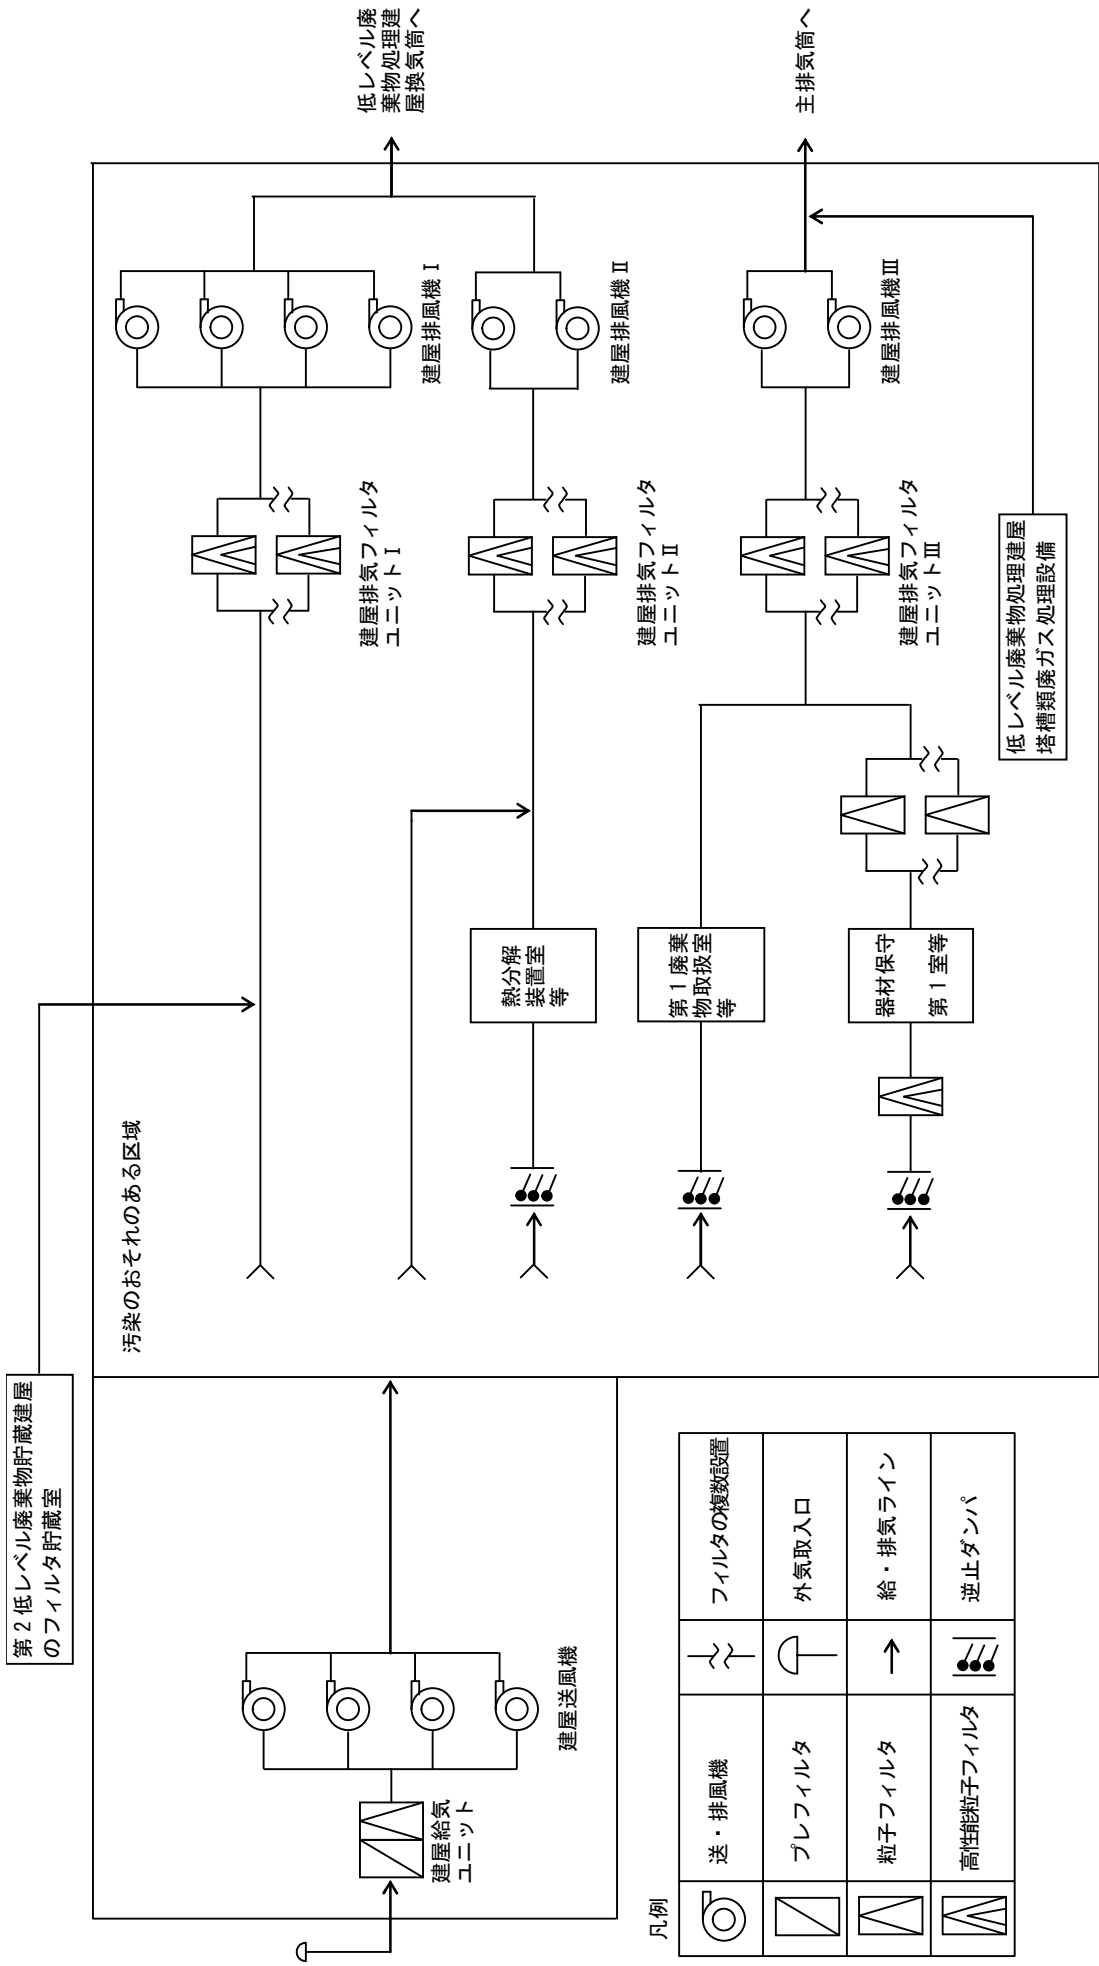 第２低レベル廃棄物貯蔵建屋
のフィルタ貯蔵室
汚染のおそれのある区域
低レベル廃
棄物処理建
屋換気筒へ
主排気筒へ
建屋排風機Ⅰ
建屋排風機Ⅱ
建屋排風機Ⅲ
建屋排気フィルタ
ユニットⅠ
建屋排気フィルタ
ユニットⅡ
建屋排気フィルタ
ユニットⅢ
低レベル廃棄物処理建屋
塔槽類廃ガス処理設備
熱分解
装置室
等
第１廃棄
物取扱室
等
器材保守
第１室等
建屋送風機
建屋給気
ユニット
凡例
送・排風機
フィルタの複数設置
プレフィルタ
外気取入口
粒子フィルタ
給・排気ライン
高性能粒子フィルタ
逆止ダンパ